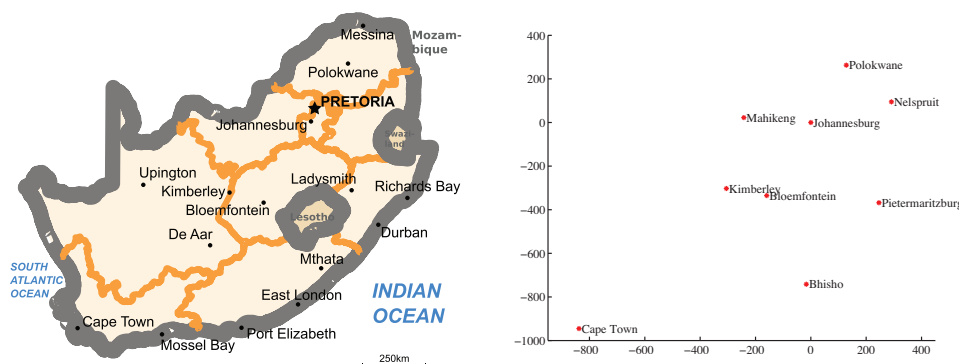 Messina
Mozam-
bique
Polokwane
PRETORIA
Johannesburg
Swazi-
land
Upington
Ladysmith
Kimberley
Richards Bay
Bloemfontein
Lesotho
De Aar
Durban
Mthata
SOUTH
ATLANTIC
OCEAN
East London
INDIAN
OCEAN
Cape Town
Port Elizabeth
Mossel Bay
250km
400
200
0
−200
−400
−600
−800
−1000
Polokwane
Nelspruit
Mahikeng
Johannesburg
Kimberley
Bloemfontein
Pietermaritzburg
Bhisho
Cape Town
−800
−600
−400
−200
0
200
400